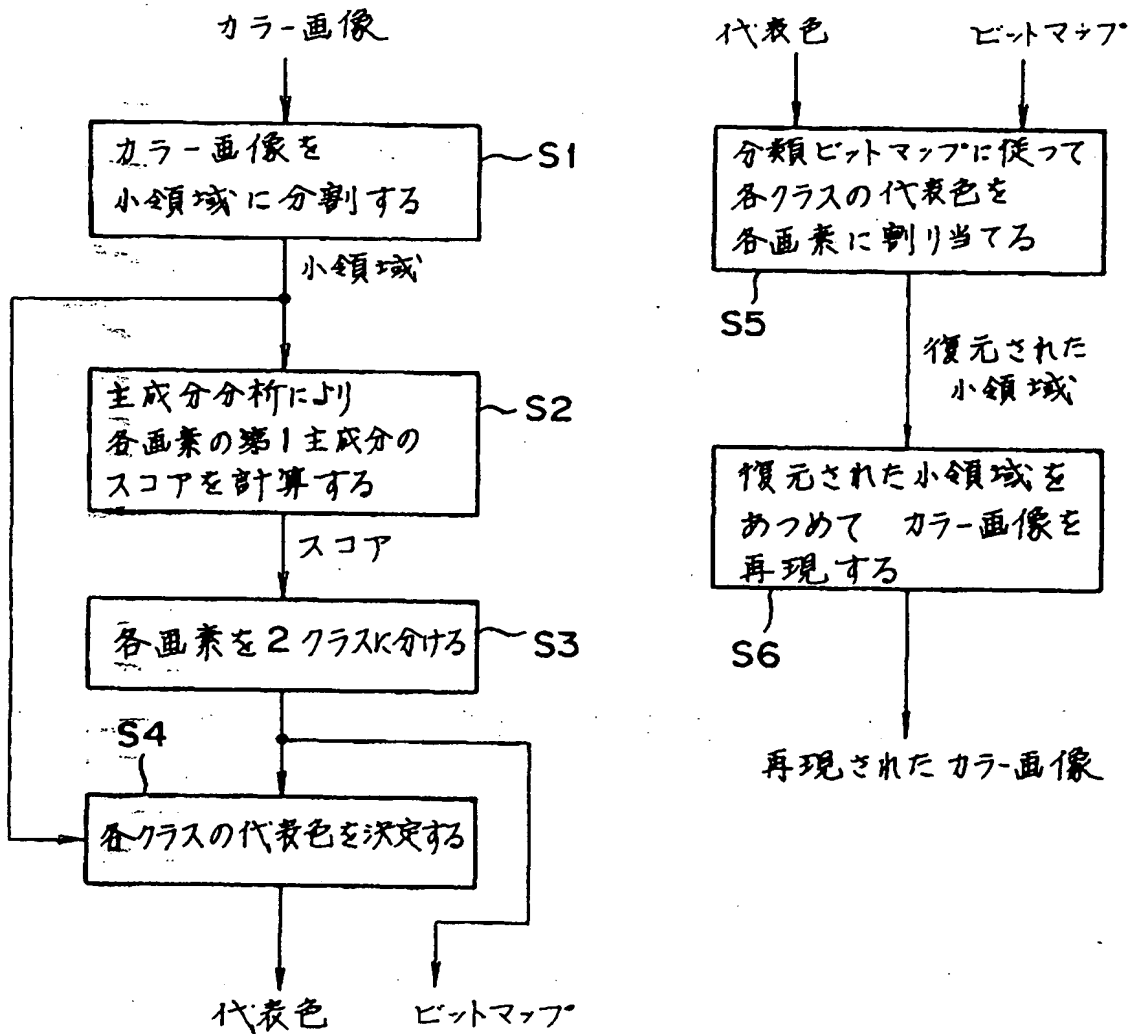 カラー画像
カラー画像を
小領域に分割する
S1
小領域
主成分分析により
各画素の第1主成分の
スコアを計算する
S2
スコア
各画素を2クラスに分ける
S3
S4
各クラスの代表色を決定する
代表色
ビットマップ
代表色
ビットマップ
分類ビットマップに従って
各クラスの代表色を
各画素に割り当てる
S5
復元された
小領域
復元された小領域を
あつめて カラー画像を
再現する
S6
再現された カラー画像